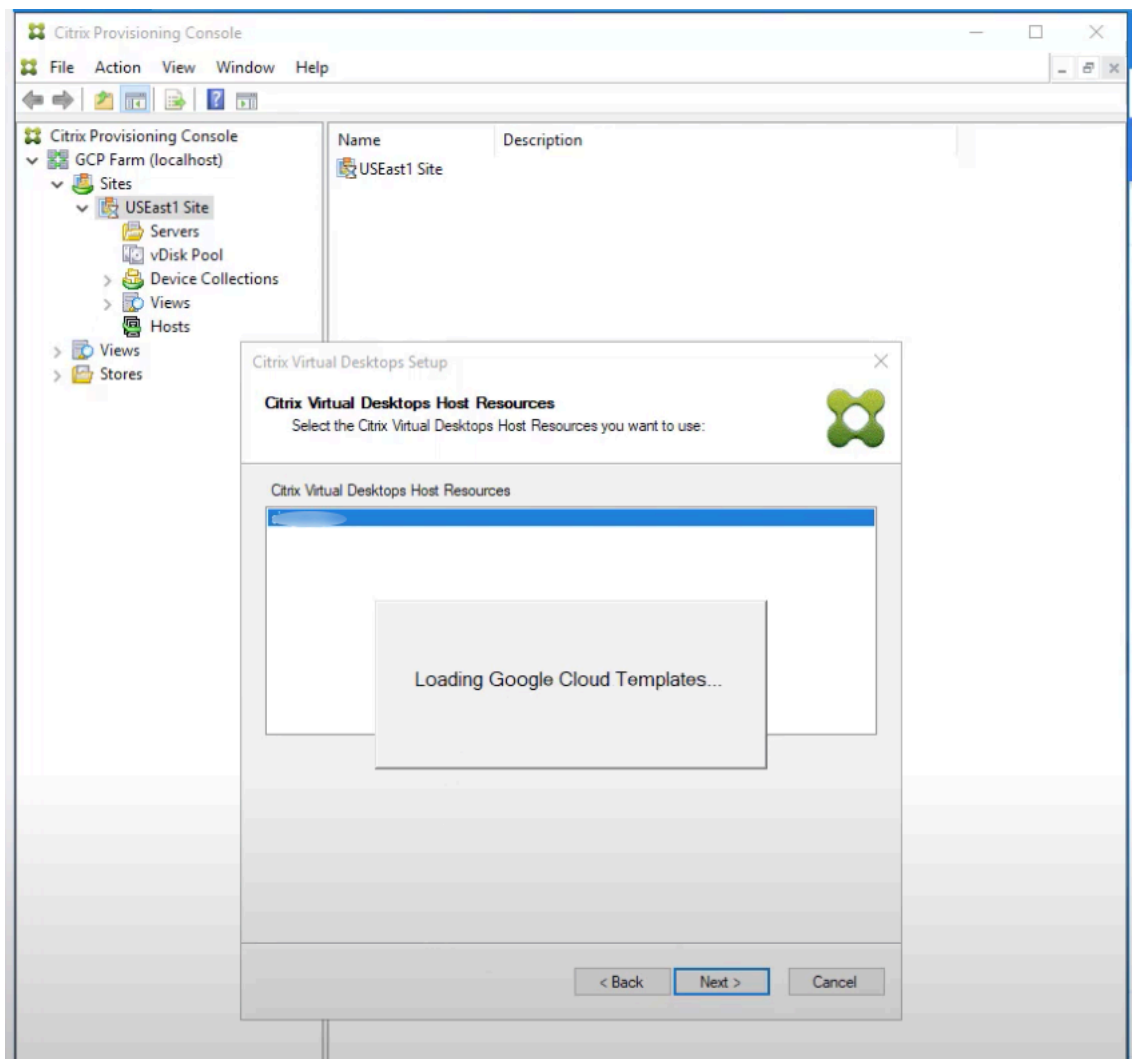 Citrix Provisioning Console
File Action View Window Help
Citrix Provisioning Console
GCP Farm (localhost)
Sites
USEast1 Site
Servers
vDisk Pool
Device Collections
Views
Hosts
Views
Stores
Name Description
USEast1 Site
Citrix Virtual Desktops Setup
Citrix Virtual Desktops Host Resources
Select the Citrix Virtual Desktops Host Resources you want to use:
Citrix Virtual Desktops Host Resources
Loading Google Cloud Templates...
< Back Next > Cancel